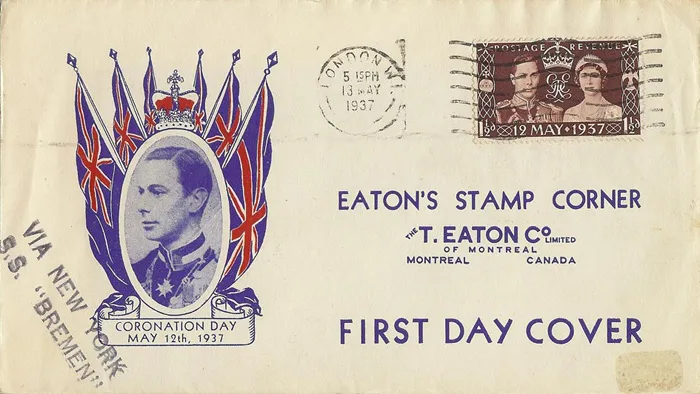 LONDON W
5 15PM
13 MAY
1937
POSTAGE REVENUE
1½D 12 MAY · 1937 1½D
EATON'S STAMP CORNER
THE T. EATON CO LIMITED
OF MONTREAL
MONTREAL CANADA
FIRST DAY COVER
CORONATION DAY
MAY 12th, 1937
VIA NEW YORK
S.S. "BREMEN"